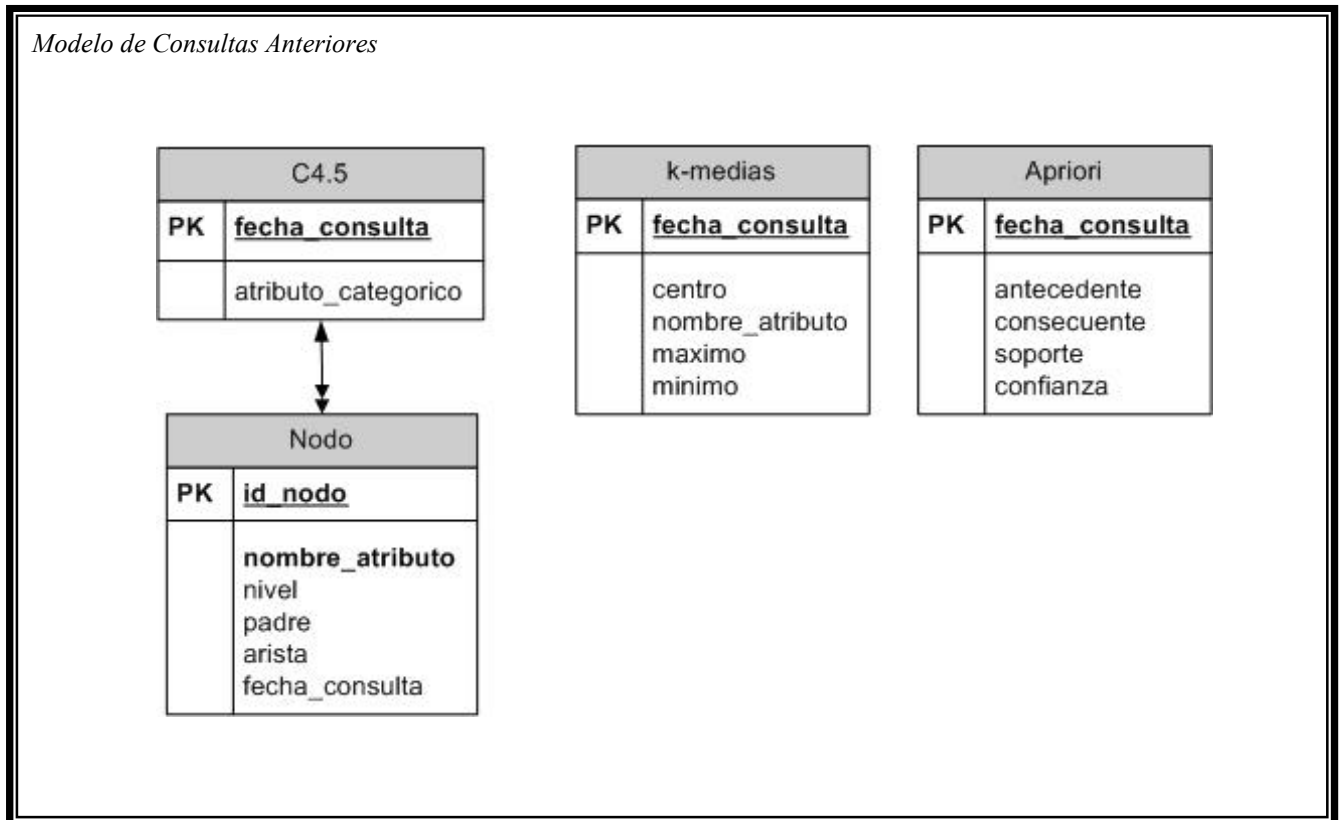 Modelo de Consultas Anteriores
C4.5
PK fecha_consulta
atributo_categorico
Nodo
PK id_nodo
nombre_atributo
nivel
padre
arista
fecha_consulta
k-medias
PK fecha_consulta
centro
nombre_atributo
maximo
minimo
Apriori
PK fecha_consulta
antecedente
consecuente
soporte
confianza